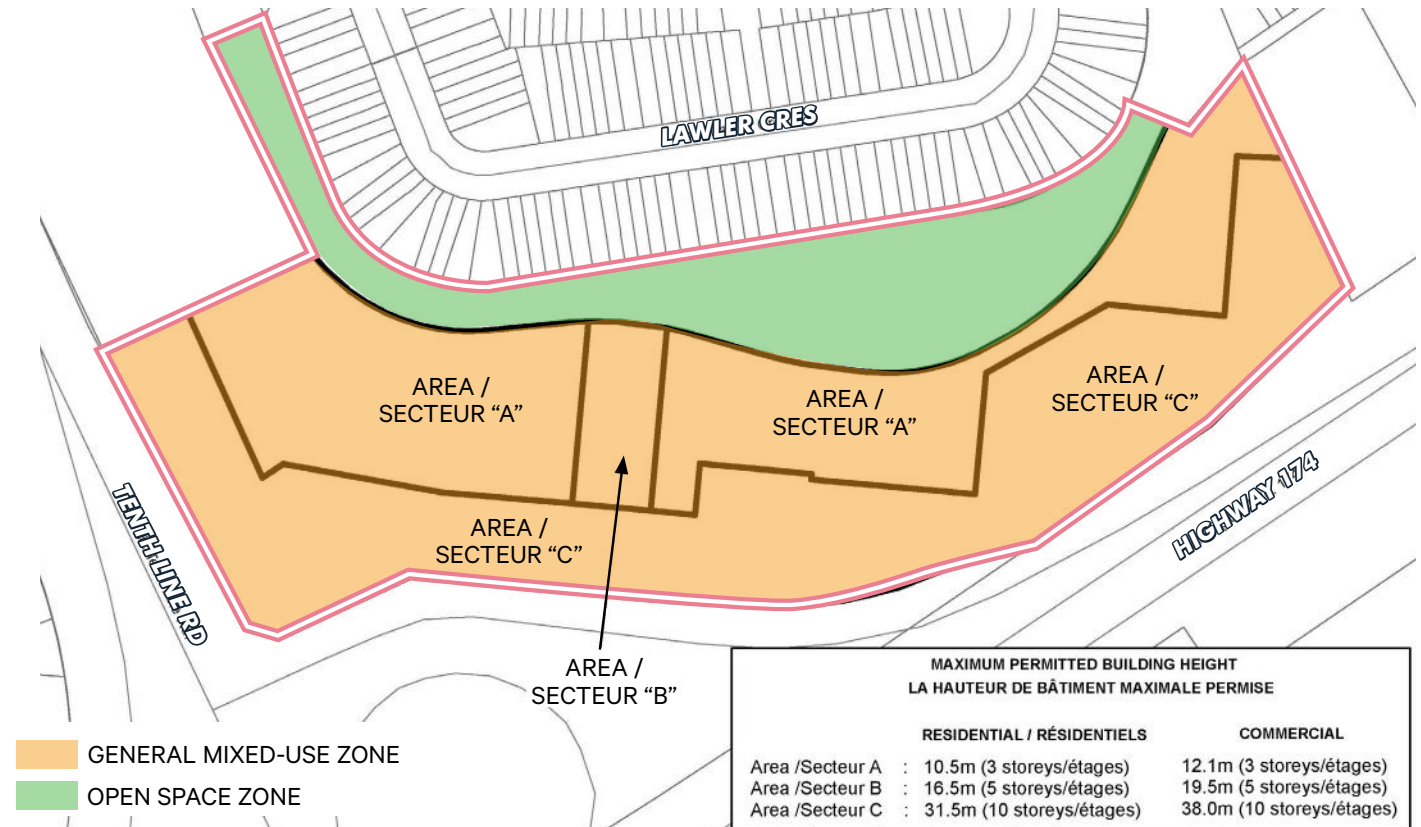 LAWLER CRES
AREA /
SECTEUR “A”
AREA /
SECTEUR “A”
AREA /
SECTEUR “C”
AREA /
SECTEUR “C”
TENTH LINE RD
HIGHWAY 174
AREA /
SECTEUR “B”
GENERAL MIXED-USE ZONE
OPEN SPACE ZONE
MAXIMUM PERMITTED BUILDING HEIGHT
LA HAUTEUR DE BÂTIMENT MAXIMALE PERMISE
RESIDENTIAL / RÉSIDENTIELS COMMERCIAL
Area /Secteur A : 10.5m (3 storeys/étages) 12.1m (3 storeys/étages)
Area /Secteur B : 16.5m (5 storeys/étages) 19.5m (5 storeys/étages)
Area /Secteur C : 31.5m (10 storeys/étages) 38.0m (10 storeys/étages)